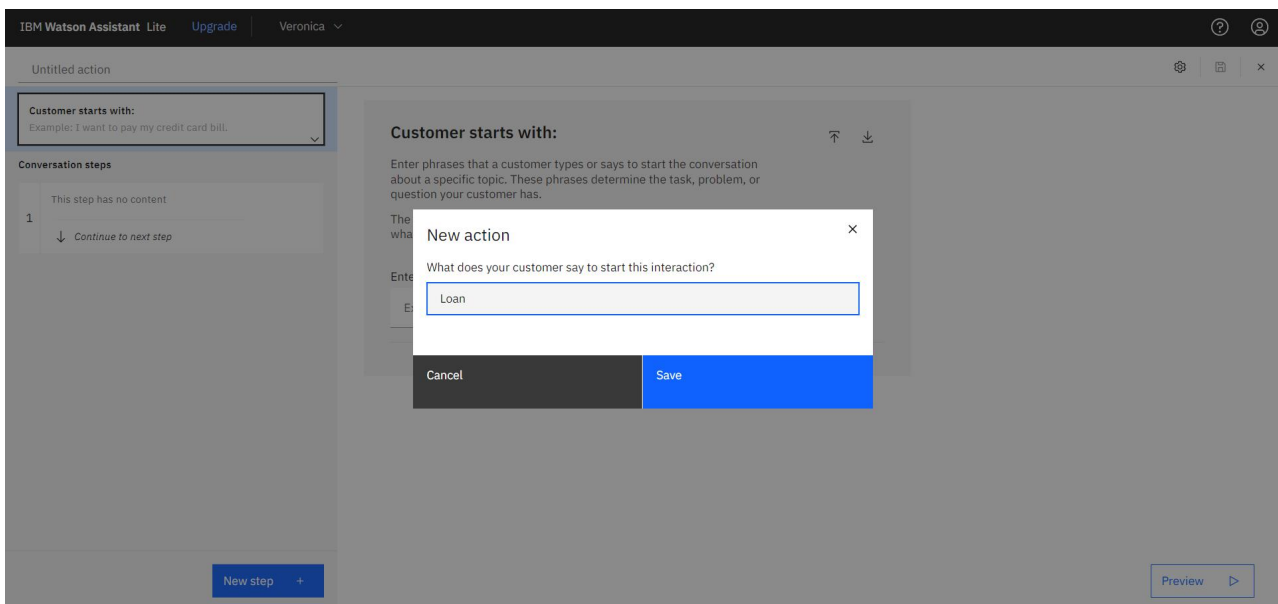 IBM Watson Assistant Lite Upgrade Veronica
Untitled action
Customer starts with:
Example: I want to pay my credit card bill.
Conversation steps
1
This step has no content
Continue to next step
New step +
Customer starts with:
Enter phrases that a customer types or says to start the conversation
about a specific topic. These phrases determine the task, problem, or
question your customer has.
The
wha
Ente
New action
What does your customer say to start this interaction?
Loan
Cancel
Save
Preview